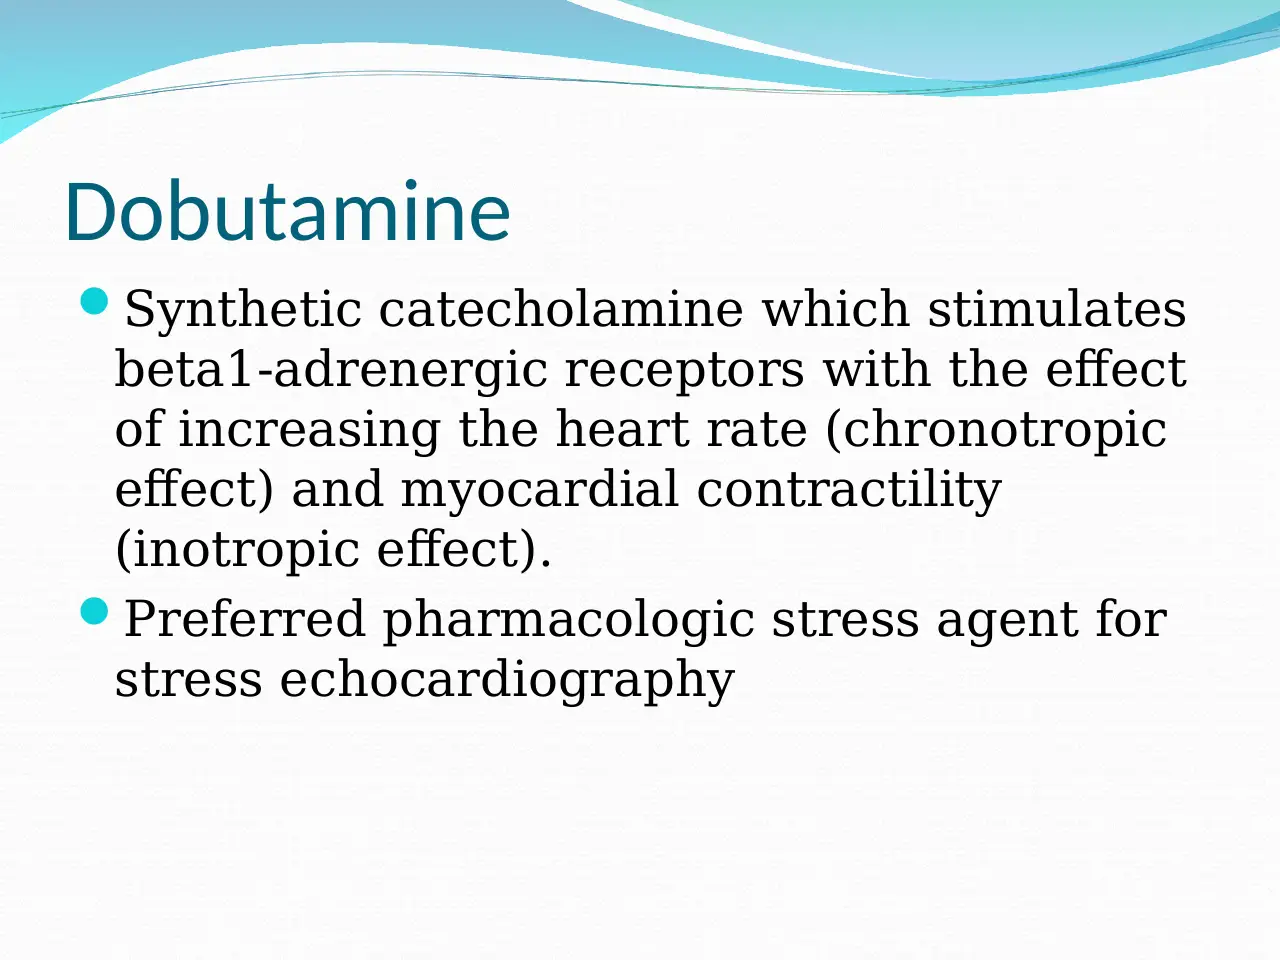 Dobutamine
Synthetic catecholamine which stimulates
beta1-adrenergic receptors with the effect
of increasing the heart rate (chronotropic
effect) and myocardial contractility
(inotropic effect).
Preferred pharmacologic stress agent for
stress echocardiography